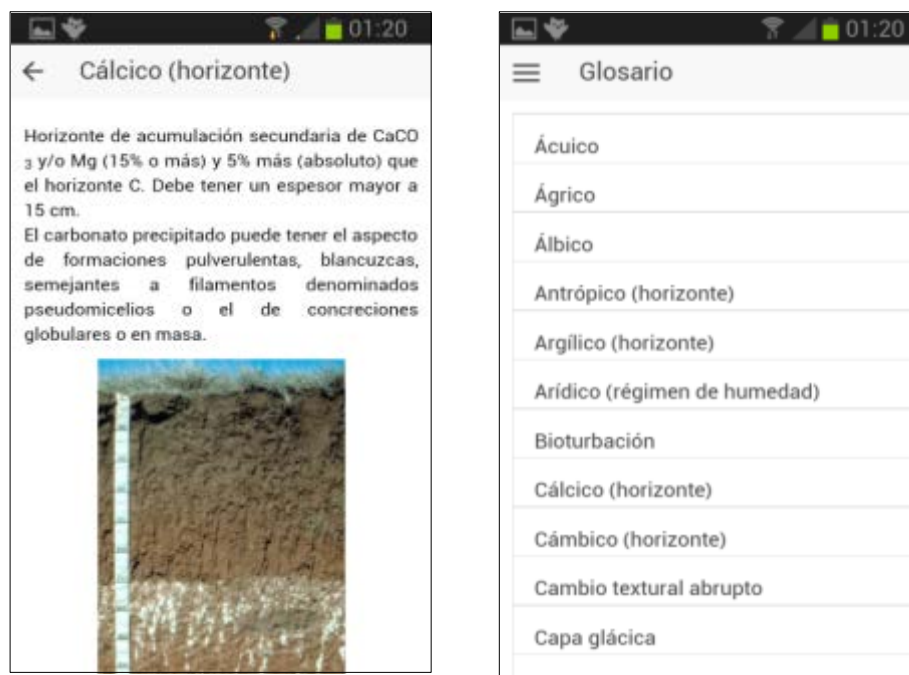 01:20
Cálcico (horizonte)
Horizonte de acumulación secundaria de CaCO
3 y/o Mg (15% o más) y 5% más (absoluto) que
el horizonte C. Debe tener un espesor mayor a
15 cm.
El carbonato precipitado puede tener el aspecto
de formaciones pulverulentas, blancuzcas,
semejantes a filamentos denominados
pseudomicelios o el de concreciones
globulares o en masa.
01:20
Glosario
Ácuico
Ágrico
Álbico
Antrópico (horizonte)
Argílico (horizonte)
Arídico (régimen de humedad)
Bioturbación
Cálcico (horizonte)
Cámbico (horizonte)
Cambio textural abrupto
Capa glácica